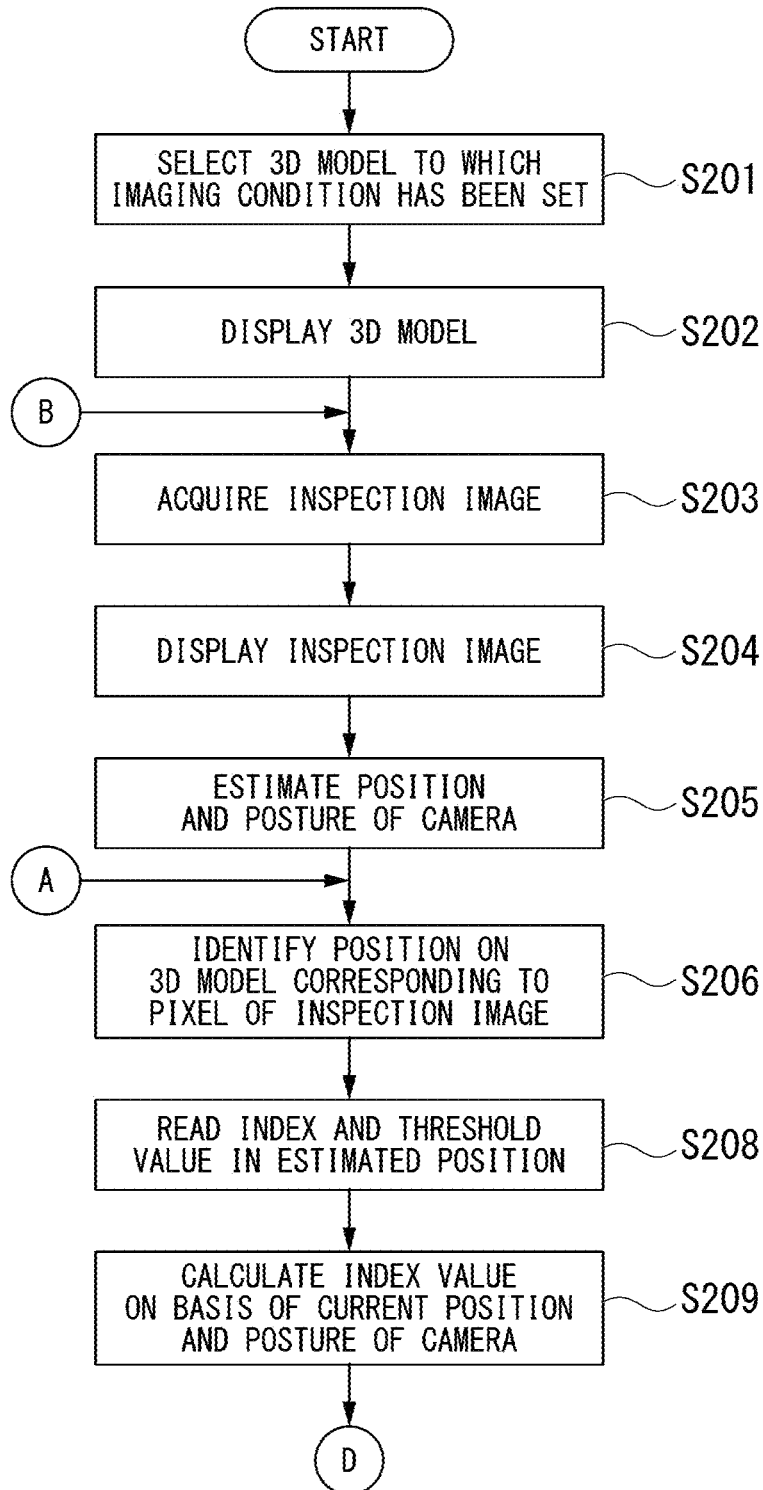 START
SELECT 3D MODEL TO WHICH
IMAGING CONDITION HAS BEEN SET
S201
DISPLAY 3D MODEL
S202
B
ACQUIRE INSPECTION IMAGE
S203
DISPLAY INSPECTION IMAGE
S204
ESTIMATE POSITION
AND POSTURE OF CAMERA
S205
A
IDENTIFY POSITION ON
3D MODEL CORRESPONDING TO
PIXEL OF INSPECTION IMAGE
S206
READ INDEX AND THRESHOLD
VALUE IN ESTIMATED POSITION
S208
CALCULATE INDEX VALUE
ON BASIS OF CURRENT POSITION
AND POSTURE OF CAMERA
S209
D